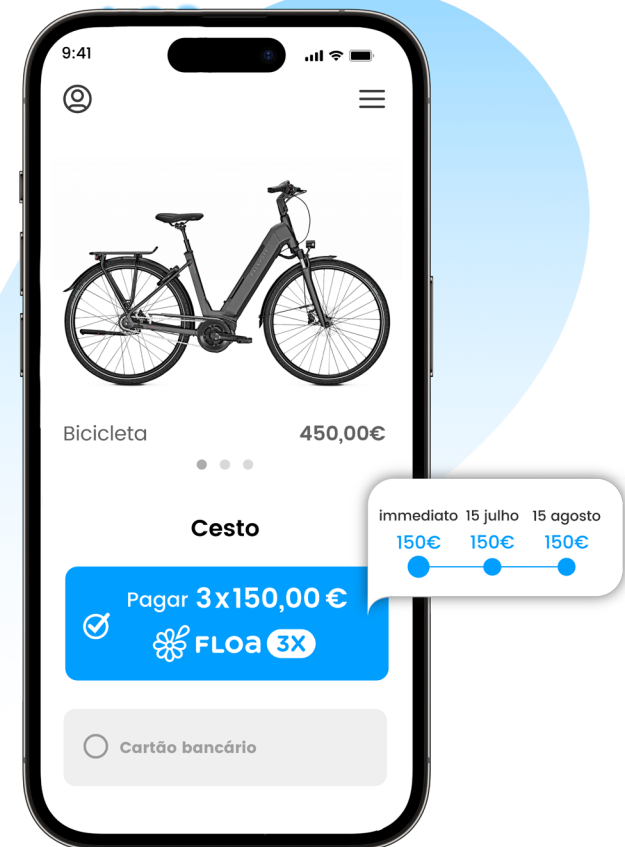 9:41
Bicicleta 450,00€
Cesto
immediato 15 julho 15 agosto
150€ 150€ 150€
Pagar 3x150,00 €
FLOa 3X
Cartão bancário